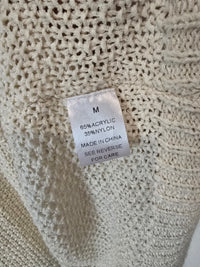 M
65%ACRYLIC
35%NYLON
MADE IN CHINA
SEE REVERSE
FOR CARE